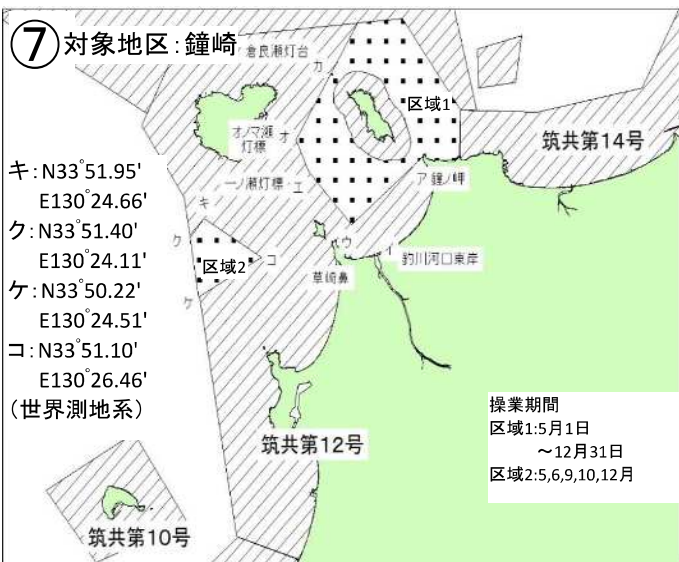 ⑦対象地区:鐘崎
倉良瀬灯台
カ
区域1
オノマ瀬
灯標
オ
筑共第14号
キ:N33°51.95'
E130°24.66'
ク:N33°51.40'
E130°24.11'
ケ:N33°50.22'
E130°24.51'
コ:N33°51.10'
E130°26.46'
(世界測地系)
一ノ瀬灯標
エ
ア 鐘ノ岬
キ
ク
ウ
イ
区域2
コ
釣川河口東岸
草崎鼻
ケ
操業期間
区域1:5月1日
～12月31日
区域2:5,6,9,10,12月
筑共第12号
筑共第10号